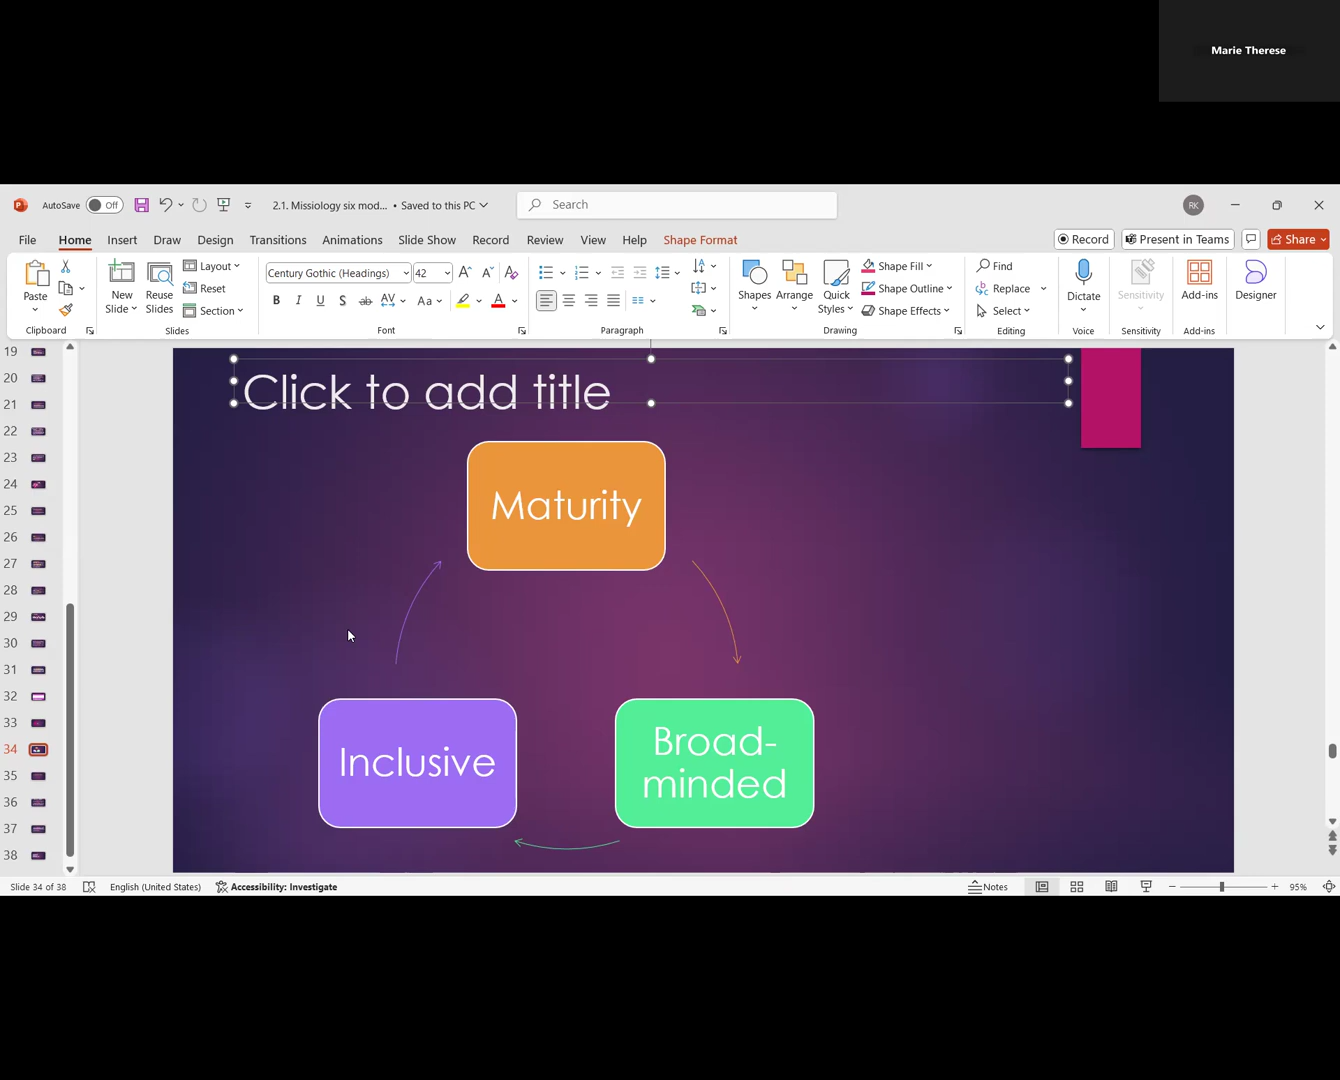 Marie Therese
AutoSave Off 2.1. Missiology six mod... • Saved to this PC Search RK
File Home Insert Draw Design Transitions Animations Slide Show Record Review View Help Shape Format Record Present in Teams Share
Paste
Clipboard
New Slide
Reuse Slides
Layout
Reset
Section
Slides
Century Gothic (Headings) 42
B I U S ab AV Aa A
Font
Paragraph
Shapes
Arrange
Quick Styles
Shape Fill
Shape Outline
Shape Effects
Drawing
Find
Replace
Select
Editing
Dictate
Voice
Sensitivity
Sensitivity
Add-ins
Add-ins
Designer
19
20
21
22
23
24
25
26
27
28
29
30
31
32
33
34
35
36
37
38
Click to add title
Maturity
Inclusive
Broad-
minded
Slide 34 of 38 English (United States) Accessibility: Investigate Notes 95%